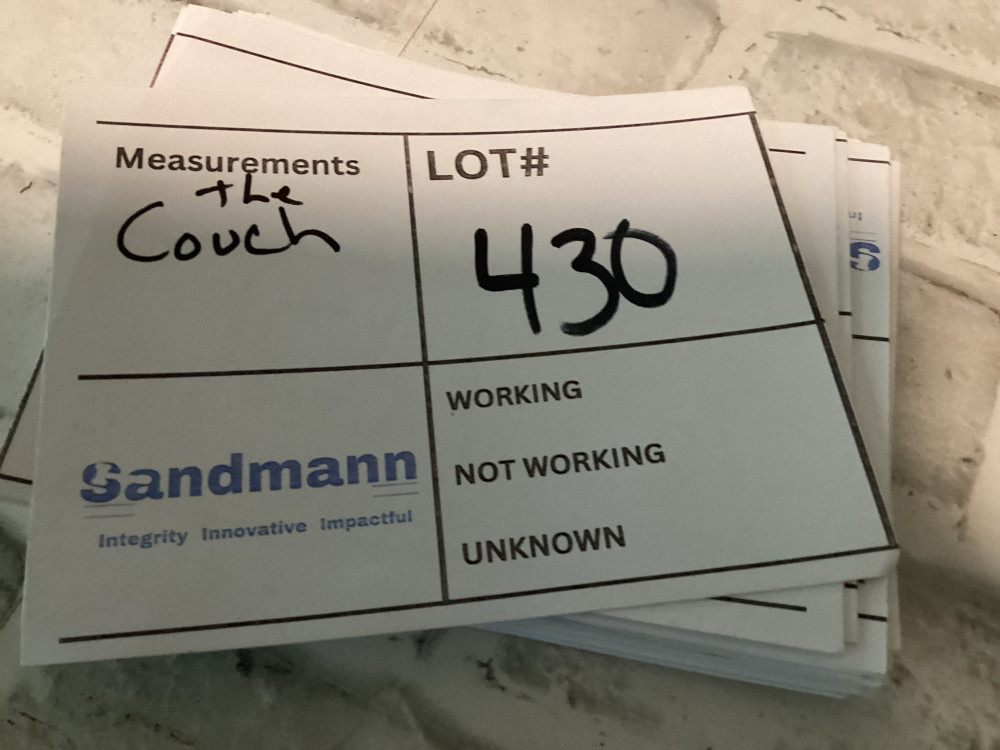 Measurements
the
Couch
LOT#
430
Sandmann
Integrity Innovative Impactful
WORKING
NOT WORKING
UNKNOWN
S